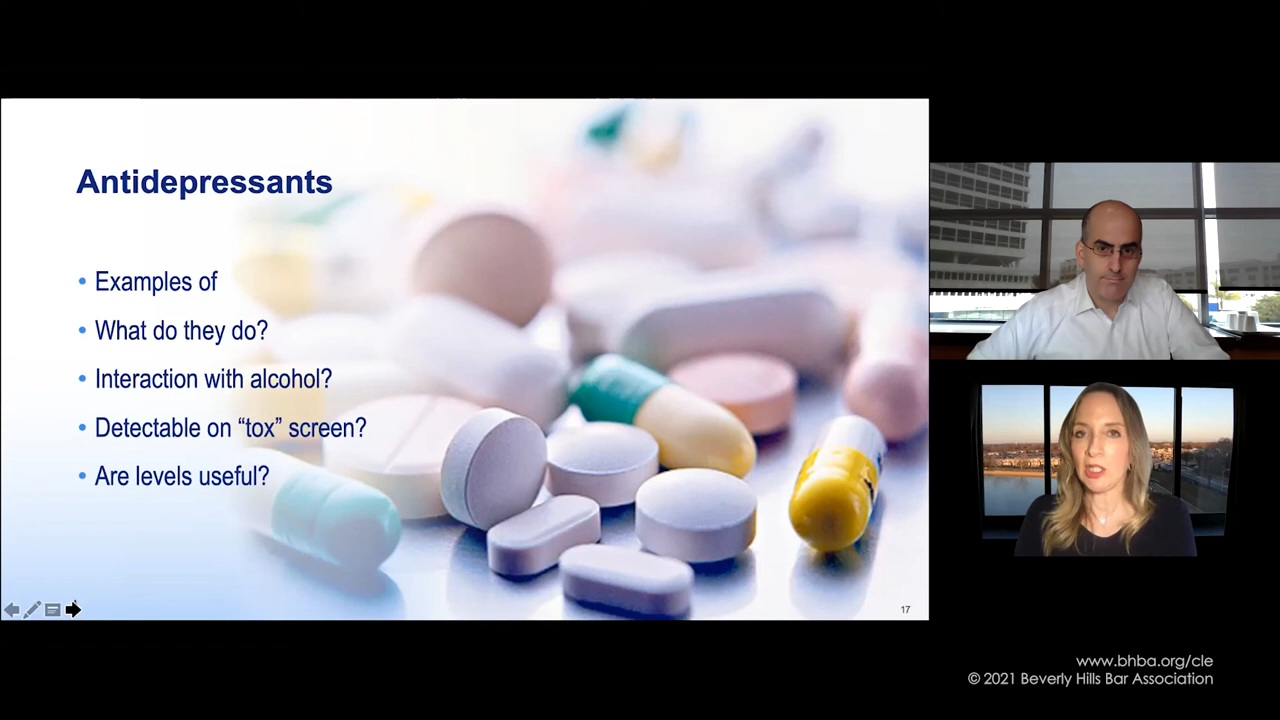 Antidepressants
• Examples of
• What do they do?
• Interaction with alcohol?
• Detectable on “tox” screen?
• Are levels useful?
17
www.bhba.org/cle
© 2021 Beverly Hills Bar Association